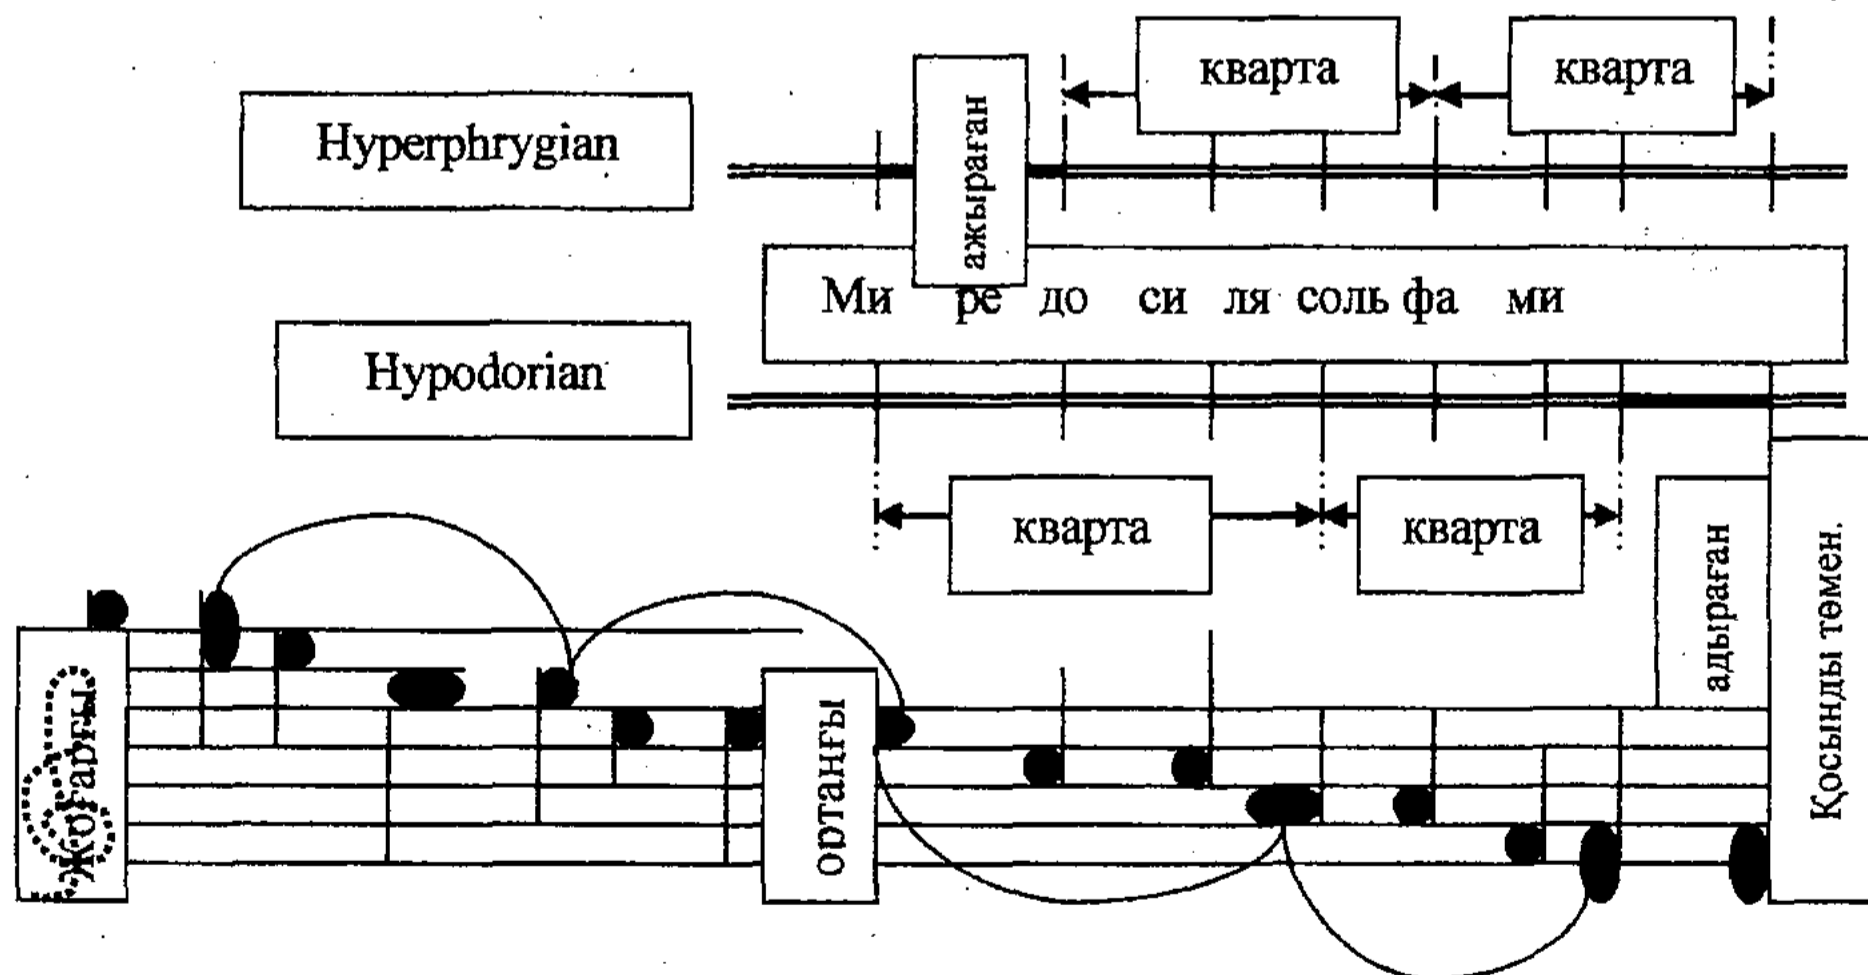 кварта
кварта
Hyperphrygian
ажыраған
Ми ре до си ля соль фа ми
Hypodorian
кварта
кварта
адыраған
Қосынды төмен.
Жорғарғы
ортаңғы